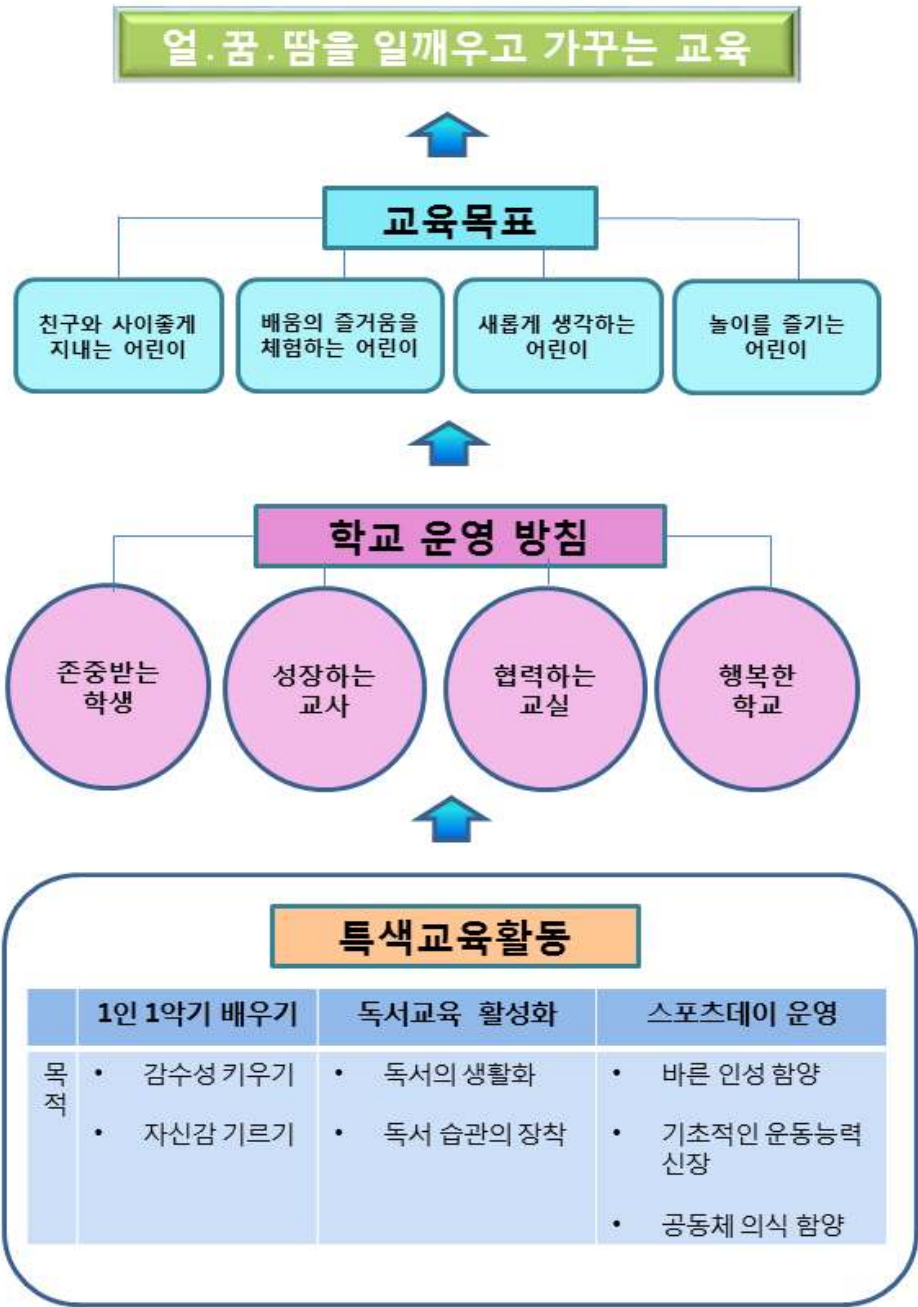 얼.꿈.땀을 일깨우고 가꾸는 교육
교육목표
친구와 사이좋게
지내는 어린이
배움의 즐거움을
체험하는 어린이
새롭게 생각하는
어린이
놀이를 즐기는
어린이
학교 운영 방침
존중받는
학생
성장하는
교사
협력하는
교실
행복한
학교
특색교육활동
1인 1악기 배우기
독서교육 활성화
스포츠데이 운영
목
적
• 감수성 키우기
• 자신감 기르기
• 독서의 생활화
• 독서 습관의 장착
• 바른 인성 함양
• 기초적인 운동능력
신장
• 공동체 의식 함양